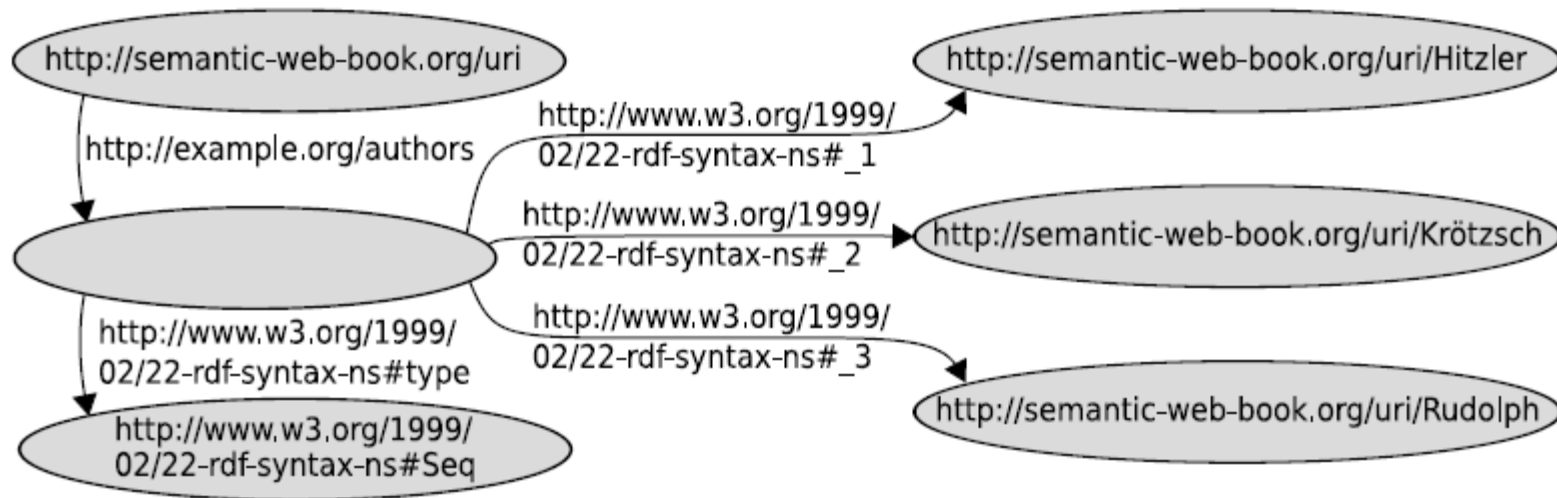 http://semantic-web-book.org/uri
http://semantic-web-book.org/uri/Hitzler
http://example.org/authors
http://www.w3.org/1999/
02/22-rdf-syntax-ns#_1
http://www.w3.org/1999/
02/22-rdf-syntax-ns#_2
http://semantic-web-book.org/uri/Krötzsch
http://www.w3.org/1999/
02/22-rdf-syntax-ns#_3
http://www.w3.org/1999/
02/22-rdf-syntax-ns#type
http://semantic-web-book.org/uri/Rudolph
http://www.w3.org/1999/
02/22-rdf-syntax-ns#Seq